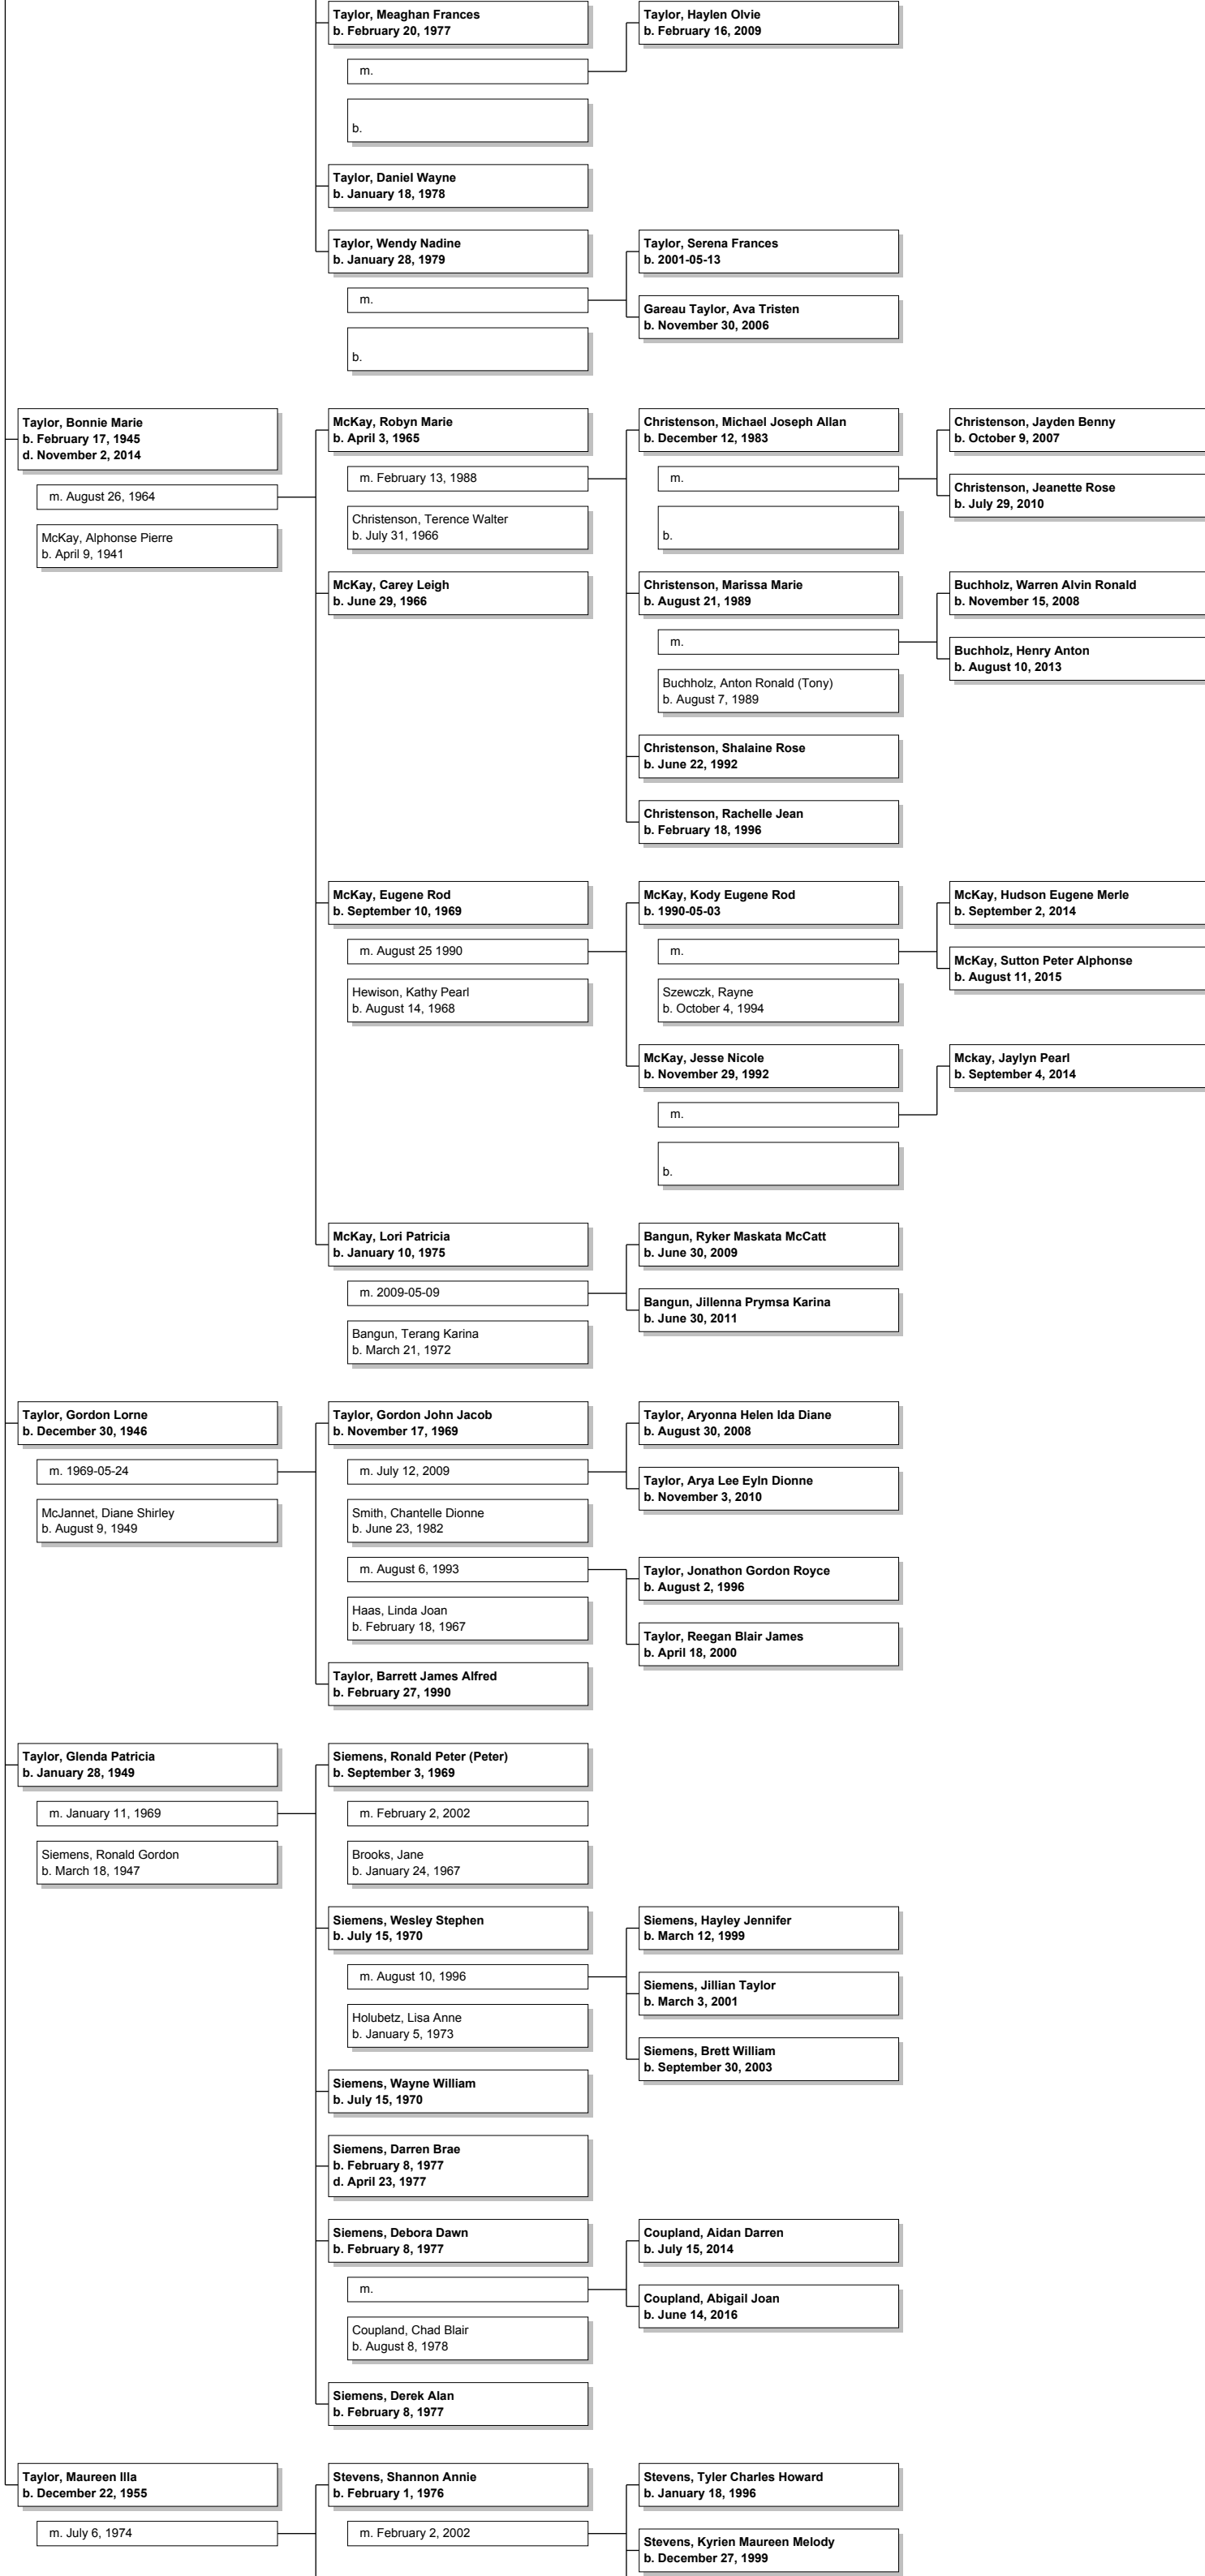 Taylor, Meaghan Frances
b. February 20, 1977
m.
b.
Taylor, Haylen Olvie
b. February 16, 2009
Taylor, Daniel Wayne
b. January 18, 1978
Taylor, Wendy Nadine
b. January 28, 1979
m.
b.
Taylor, Serena Frances
b. 2001-05-13
Gareau Taylor, Ava Tristen
b. November 30, 2006
Taylor, Bonnie Marie
b. February 17, 1945
d. November 2, 2014
m. August 26, 1964
McKay, Alphonse Pierre
b. April 9, 1941
McKay, Robyn Marie
b. April 3, 1965
m. February 13, 1988
Christenson, Terence Walter
b. July 31, 1966
Christenson, Michael Joseph Allan
b. December 12, 1983
m.
b.
Christenson, Jayden Benny
b. October 9, 2007
Christenson, Jeanette Rose
b. July 29, 2010
Christenson, Marissa Marie
b. August 21, 1989
m.
Buchholz, Anton Ronald (Tony)
b. August 7, 1989
Buchholz, Warren Alvin Ronald
b. November 15, 2008
Buchholz, Henry Anton
b. August 10, 2013
Christenson, Shalaine Rose
b. June 22, 1992
Christenson, Rachelle Jean
b. February 18, 1996
McKay, Carey Leigh
b. June 29, 1966
McKay, Eugene Rod
b. September 10, 1969
m. August 25 1990
Hewison, Kathy Pearl
b. August 14, 1968
McKay, Kody Eugene Rod
b. 1990-05-03
m.
Szewczk, Rayne
b. October 4, 1994
McKay, Hudson Eugene Merle
b. September 2, 2014
McKay, Sutton Peter Alphonse
b. August 11, 2015
McKay, Jesse Nicole
b. November 29, 1992
m.
b.
Mckay, Jaylyn Pearl
b. September 4, 2014
McKay, Lori Patricia
b. January 10, 1975
m. 2009-05-09
Bangun, Terang Karina
b. March 21, 1972
Bangun, Ryker Maskata McCatt
b. June 30, 2009
Bangun, Jillenna Prymsa Karina
b. June 30, 2011
Taylor, Gordon Lorne
b. December 30, 1946
m. 1969-05-24
McJannet, Diane Shirley
b. August 9, 1949
Taylor, Gordon John Jacob
b. November 17, 1969
m. July 12, 2009
Smith, Chantelle Dionne
b. June 23, 1982
m. August 6, 1993
Haas, Linda Joan
b. February 18, 1967
Taylor, Aryonna Helen Ida Diane
b. August 30, 2008
Taylor, Arya Lee Eyln Dionne
b. November 3, 2010
Taylor, Jonathon Gordon Royce
b. August 2, 1996
Taylor, Reegan Blair James
b. April 18, 2000
Taylor, Barrett James Alfred
b. February 27, 1990
Taylor, Glenda Patricia
b. January 28, 1949
m. January 11, 1969
Siemens, Ronald Gordon
b. March 18, 1947
Siemens, Ronald Peter (Peter)
b. September 3, 1969
m. February 2, 2002
Brooks, Jane
b. January 24, 1967
Siemens, Wesley Stephen
b. July 15, 1970
m. August 10, 1996
Holubetz, Lisa Anne
b. January 5, 1973
Siemens, Hayley Jennifer
b. March 12, 1999
Siemens, Jillian Taylor
b. March 3, 2001
Siemens, Brett William
b. September 30, 2003
Siemens, Wayne William
b. July 15, 1970
Siemens, Darren Brae
b. February 8, 1977
d. April 23, 1977
Siemens, Debora Dawn
b. February 8, 1977
m.
Coupland, Chad Blair
b. August 8, 1978
Coupland, Aidan Darren
b. July 15, 2014
Coupland, Abigail Joan
b. June 14, 2016
Siemens, Derek Alan
b. February 8, 1977
Taylor, Maureen Illa
b. December 22, 1955
m. July 6, 1974
Stevens, Shannon Annie
b. February 1, 1976
m. February 2, 2002
Stevens, Tyler Charles Howard
b. January 18, 1996
Stevens, Kyrien Maureen Melody
b. December 27, 1999